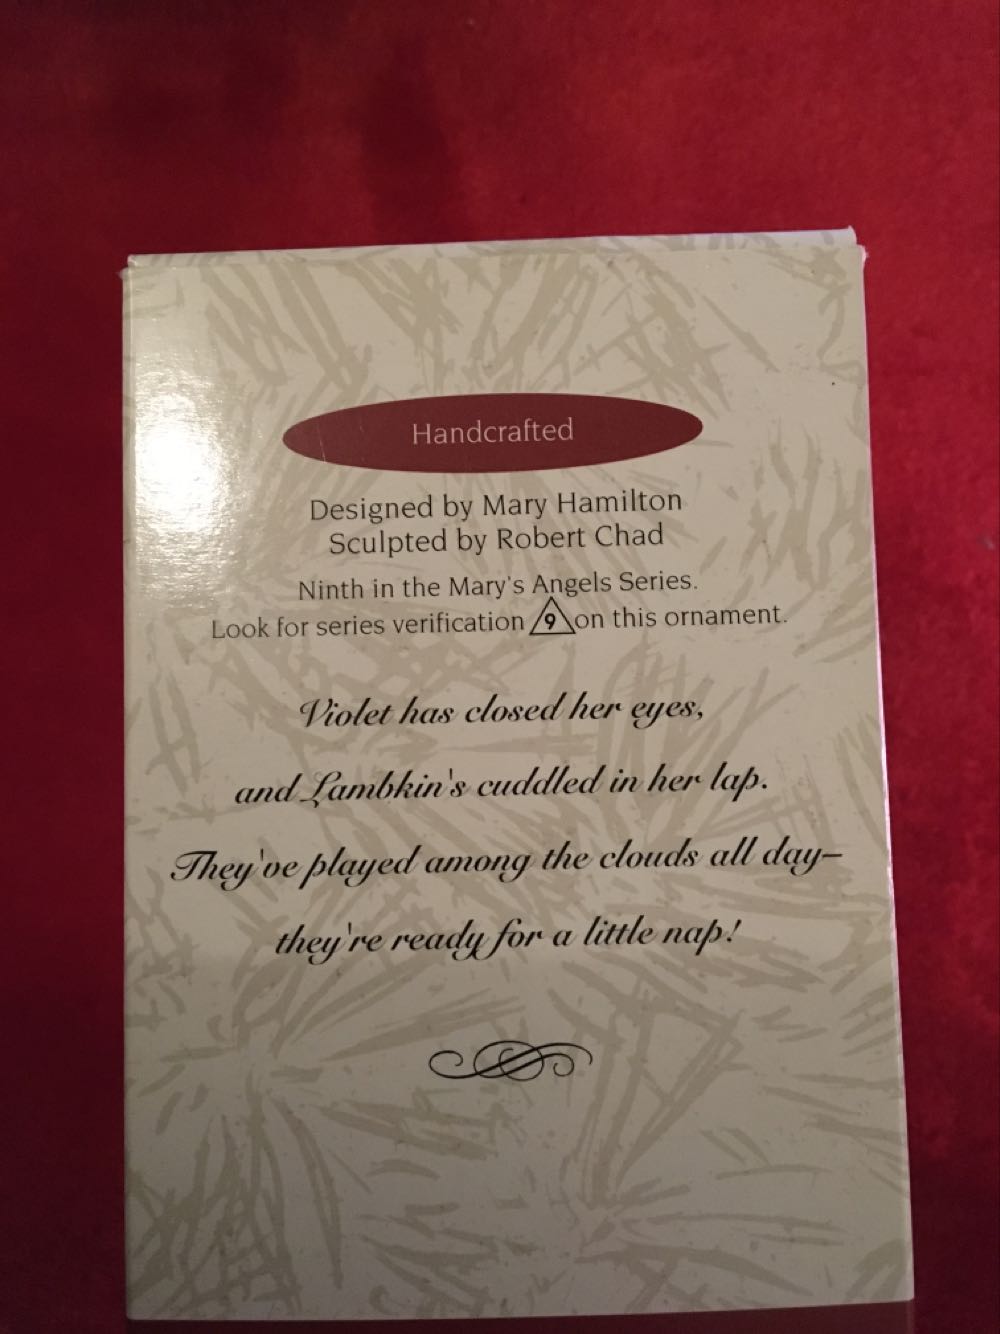 Handcrafted
Designed by Mary Hamilton
Sculpted by Robert Chad
Ninth in the Mary's Angels Series.
Look for series verification 9 on this ornament.
Violet has closed her eyes,
and Lambkin's cuddled in her lap.
They've played among the clouds all day–
they're ready for a little nap!